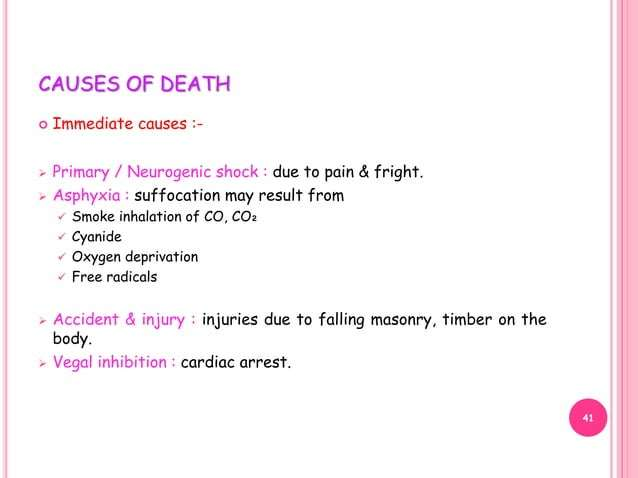 CAUSES OF DEATH
Immediate causes :-
Primary / Neurogenic shock : due to pain & fright.
Asphyxia : suffocation may result from
Smoke inhalation of CO, CO₂
Cyanide
Oxygen deprivation
Free radicals
Accident & injury : injuries due to falling masonry, timber on the
body.
Vegal inhibition : cardiac arrest.
41